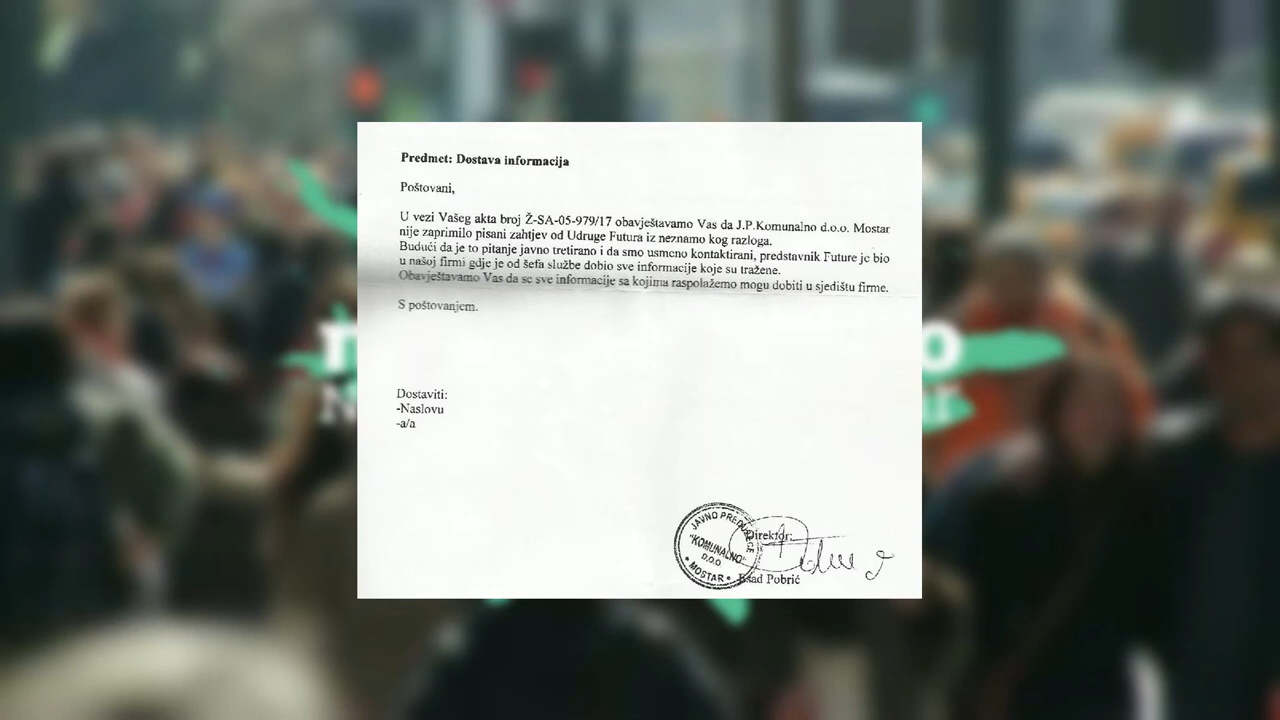 Predmet: Dostava informacija
Poštovani,
U vezi Vašeg akta broj Ž-SA-05-979/17 obavještavamo Vas da J.P.Komunalno d.o.o. Mostar
nije zaprimilo pisani zahtjev od Udruge Futura iz neznamo kog razloga.
Budući da je to pitanje javno tretirano i da smo usmeno kontaktirani, predstavnik Future je bio
u našoj firmi gdje je od šefa službe dobio sve informacije koje su tražene.
Obavještavamo Vas da se sve informacije sa kojima raspolažemo mogu dobiti u sjedištu firme.
S poštovanjem.
Dostaviti:
-Naslovu
-a/a
JAVNO PREDUZEĆE
"KOMUNALNO"
D.O.O
• MOSTAR •
Direktor:
Esad Pobrić